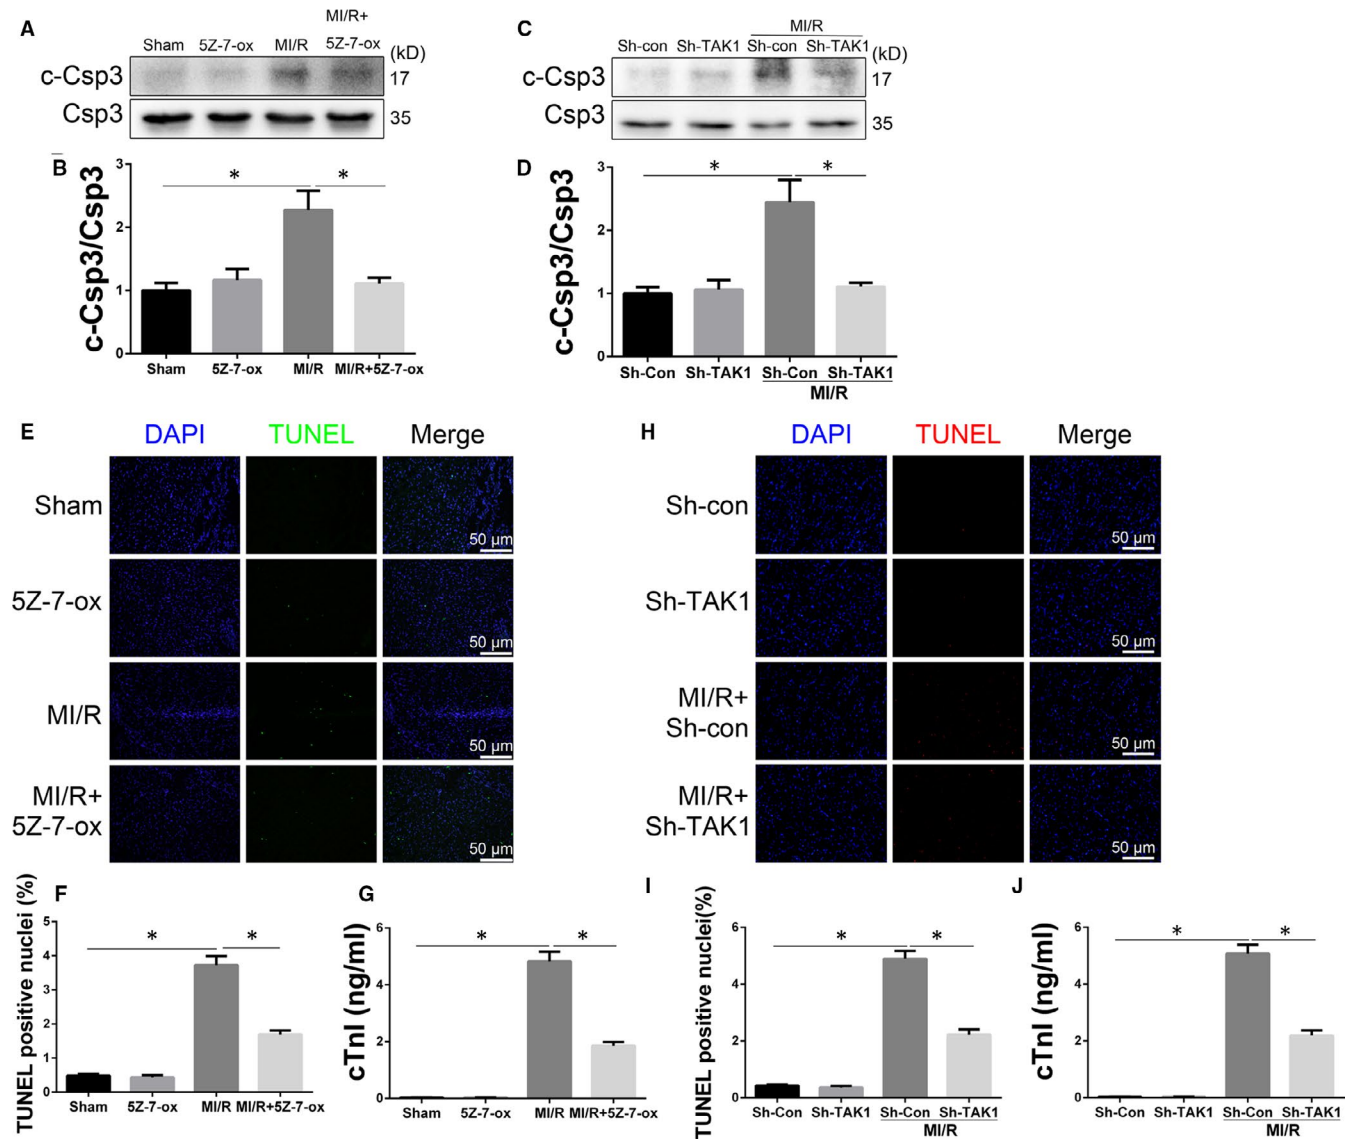 A
MI/R+
Sham 5Z-7-ox MI/R 5Z-7-ox (kD)
c-Csp3 17
Csp3 35
C
MI/R
Sh-con Sh-TAK1 Sh-con Sh-TAK1 (kD)
c-Csp3 17
Csp3 35
B
c-Csp3/Csp3
3
2
1
0
* *
Sham 5Z-7-ox MI/R MI/R+5Z-7-ox
D
c-Csp3/Csp3
3
2
1
0
* *
Sh-Con Sh-TAK1 Sh-Con Sh-TAK1
MI/R
E
DAPI TUNEL Merge
Sham
50 µm
5Z-7-ox
50 µm
MI/R
50 µm
MI/R+
5Z-7-ox
50 µm
H
DAPI TUNEL Merge
Sh-con
50 µm
Sh-TAK1
50 µm
MI/R+
Sh-con
50 µm
MI/R+
Sh-TAK1
50 µm
F
TUNEL positive nuclei (%)
5
4
3
2
1
0
* *
Sham 5Z-7-ox MI/R MI/R+5Z-7-ox
G
cTnI (ng/ml)
6
4
2
0
* *
Sham 5Z-7-ox MI/R MI/R+5Z-7-ox
I
TUNEL positive nuclei(%)
6
4
2
0
* *
Sh-Con Sh-TAK1 Sh-Con Sh-TAK1
MI/R
J
cTnI (ng/ml)
6
4
2
0
* *
Sh-Con Sh-TAK1 Sh-Con Sh-TAK1
MI/R